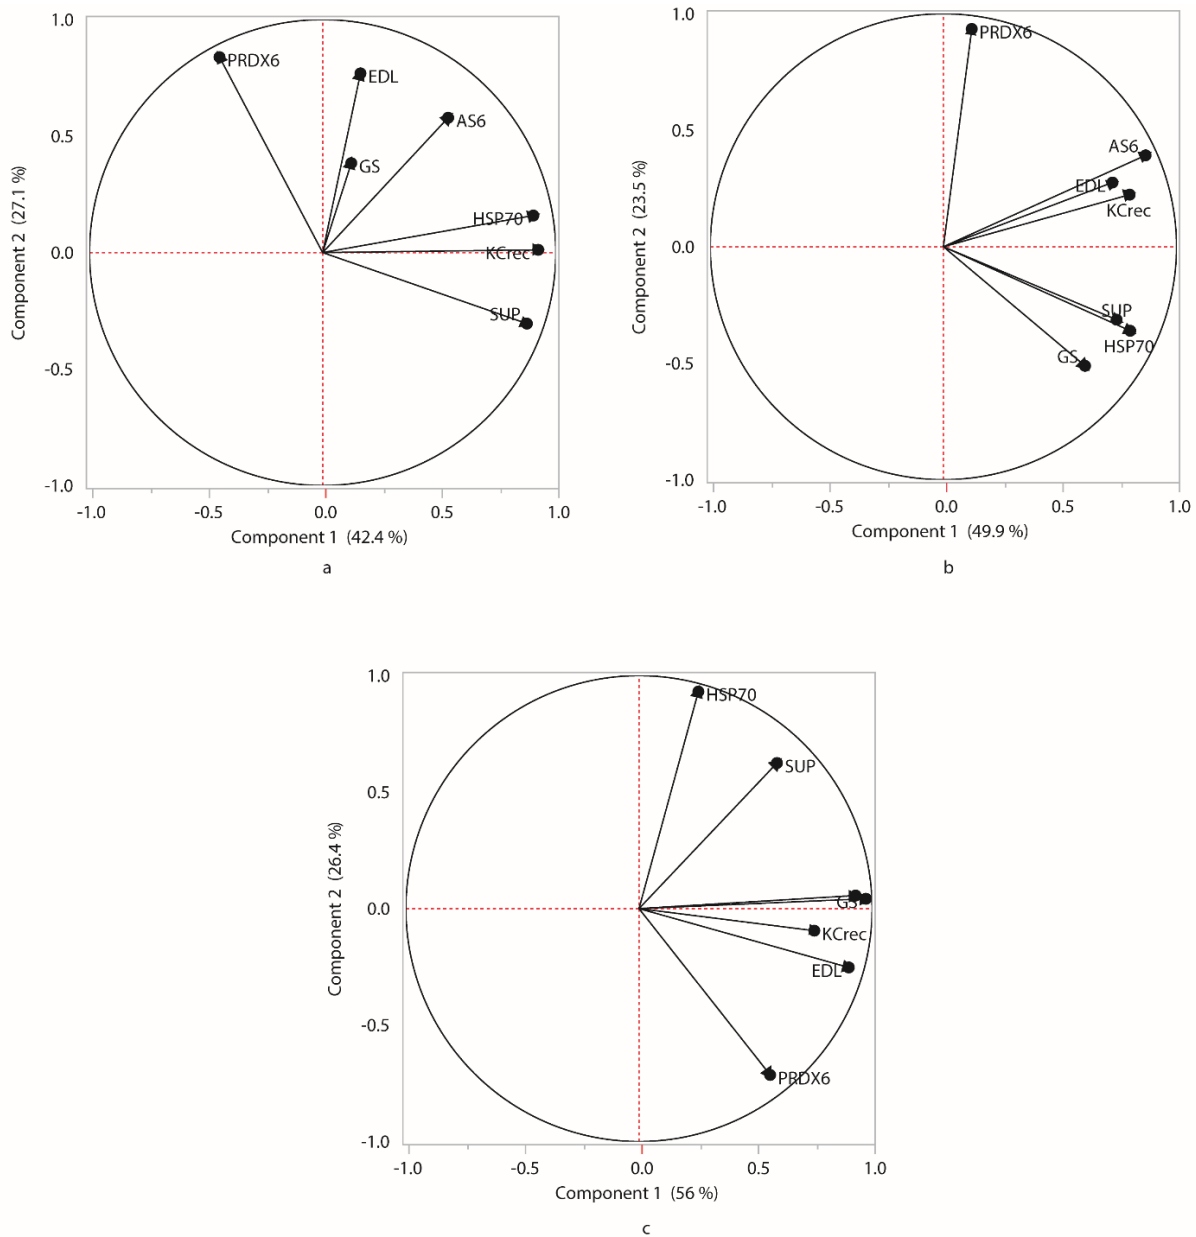 1.0
0.5
0.0
-0.5
-1.0
Component 2 (27.1 %)
PRDX6
EDL
AS6
GS
HSP70
KCrec
SUP
-1.0 -0.5 0.0 0.5 1.0
Component 1 (42.4 %)
a
1.0
0.5
0.0
-0.5
-1.0
Component 2 (23.5 %)
PRDX6
AS6
EDL
KCrec
SUP
HSP70
GS
-1.0 -0.5 0.0 0.5 1.0
Component 1 (49.9 %)
b
1.0
0.5
0.0
-0.5
-1.0
Component 2 (26.4 %)
HSP70
SUP
GS
KCrec
EDL
PRDX6
-1.0 -0.5 0.0 0.5 1.0
Component 1 (56 %)
c